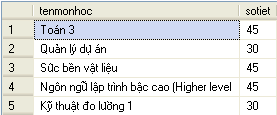 tenmonhoc sotiet
1 Toán 3 45
2 Quản lý dự án 30
3 Sức bền vật liệu 45
4 Ngôn ngữ lập trình bậc cao (Higher level 45
5 Kỹ thuật đo lường 1 30